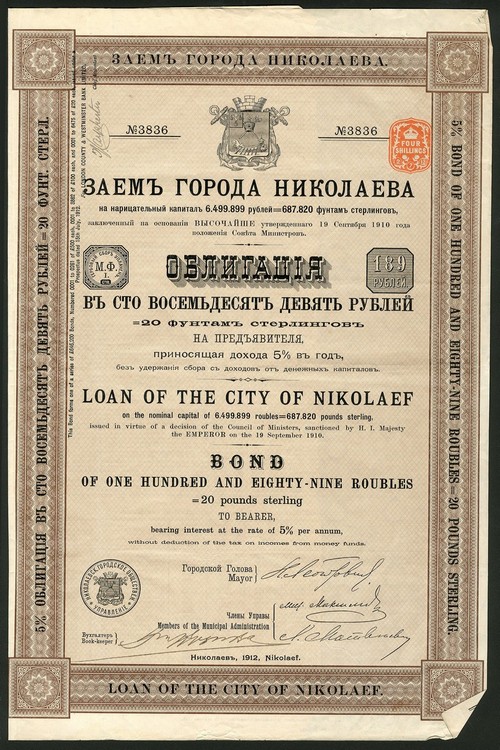 ЗАЕМЪ ГОРОДА НИКОЛАЕВА.
№3836
№3836
FOUR
SHILLINGS
ЗАЕМЪ ГОРОДА НИКОЛАЕВА
на нарицательный капиталъ 6.499.899 рублей=687.820 фунтамъ стерлинговъ,
заключенный на основаніи ВЫСОЧАЙШЕ утвержденнаго 19 Сентября 1910 года
положенія Совѣта Министровъ.
М.Ф.
I.
ОБЛИГАЦІЯ
189
РУБЛЕЙ
ВЪ СТО ВОСЕМЬДЕСЯТЪ ДЕВЯТЬ РУБЛЕЙ
=20 ФУНТАМЪ СТЕРЛИНГОВЪ
НА ПРЕДЪЯВИТЕЛЯ,
приносящая дохода 5% въ годъ,
безъ удержанія сбора съ доходовъ отъ денежныхъ капиталовъ.
LOAN OF THE CITY OF NIKOLAEF
on the nominal capital of 6.499.899 roubles=687.820 pounds sterling.
issued in virtue of a decision of the Council of Ministers, sanctioned by H. I. Majesty
the EMPEROR on the 19 September 1910.
BOND
OF ONE HUNDRED AND EIGHTY-NINE ROUBLES
=20 pounds sterling
TO BEARER,
bearing interest at the rate of 5% per annum,
without deduction of the tax on incomes from money funds.
Городской Голова
Mayor
Члены Управы
Members of the Municipal Administration
Бухгалтеръ
Book-keeper
НИКОЛАЕВСКОЕ ГОРОДСКОЕ ОБЩЕСТВЕН.
УПРАВЛЕНІЕ
Николаевъ, 1912, Nikolaef.
LOAN OF THE CITY OF NIKOLAEF.
5% ОБЛИГАЦІЯ ВЪ СТО ВОСЕМЬДЕСЯТЪ ДЕВЯТЬ РУБЛЕЙ=20 ФУНТ. СТЕРЛ.
5% BOND OF ONE HUNDRED AND EIGHTY-NINE ROUBLES=20 POUNDS STERLING.